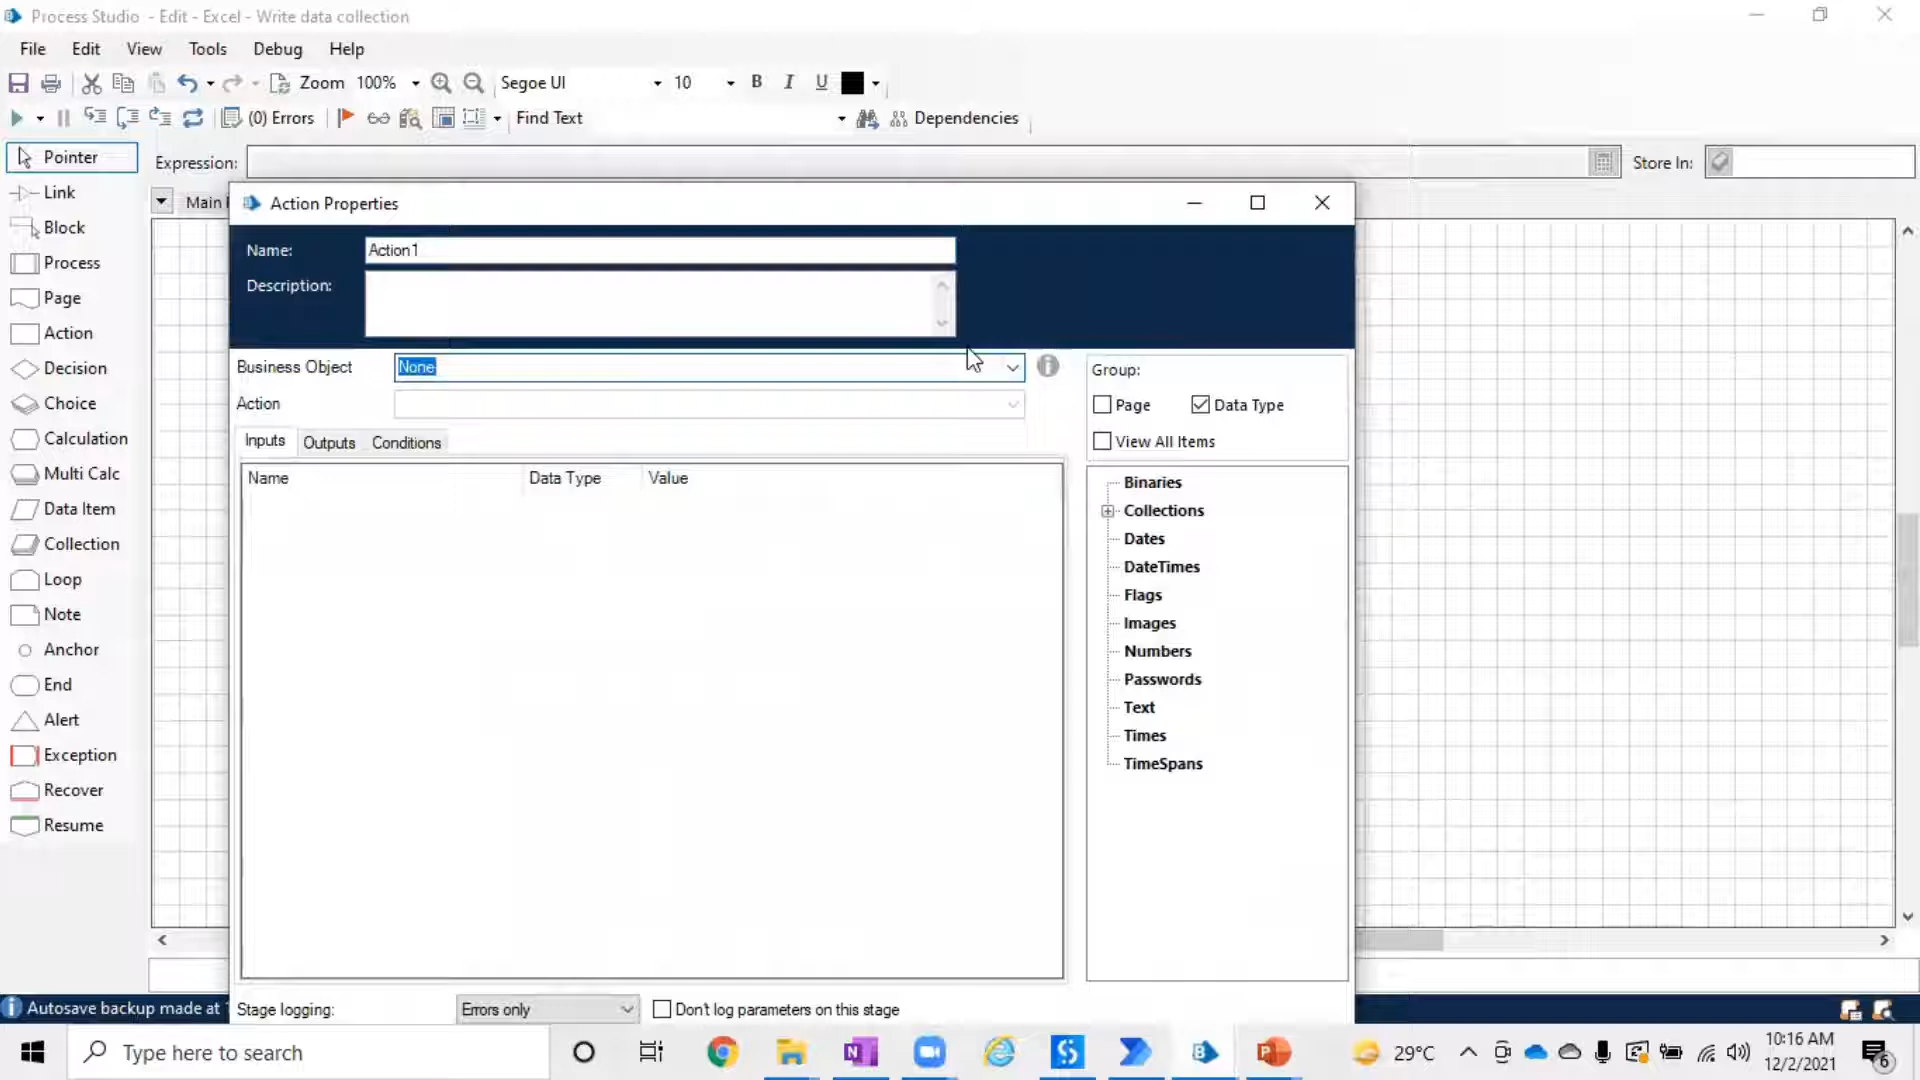 Process Studio - Edit - Excel - Write data collection
File Edit View Tools Debug Help
Zoom 100% Segoe UI 10 B I U
(0) Errors Find Text Dependencies
Pointer
Expression: Store In:
Link
Main
Action Properties
Block
Name: Action1
Process
Description:
Page
Action
Business Object None
Group:
Decision
Action
Page Data Type
Choice
Inputs Outputs Conditions
View All Items
Calculation
Name Data Type Value
Multi Calc
Binaries
Data Item
Collections
Collection
Dates
DateTimes
Loop
Flags
Note
Images
Anchor
Numbers
End
Passwords
Alert
Text
Exception
Times
Recover
TimeSpans
Resume
Autosave backup made at
Stage logging: Errors only Don't log parameters on this stage
Type here to search
29°C
10:16 AM
12/2/2021
6